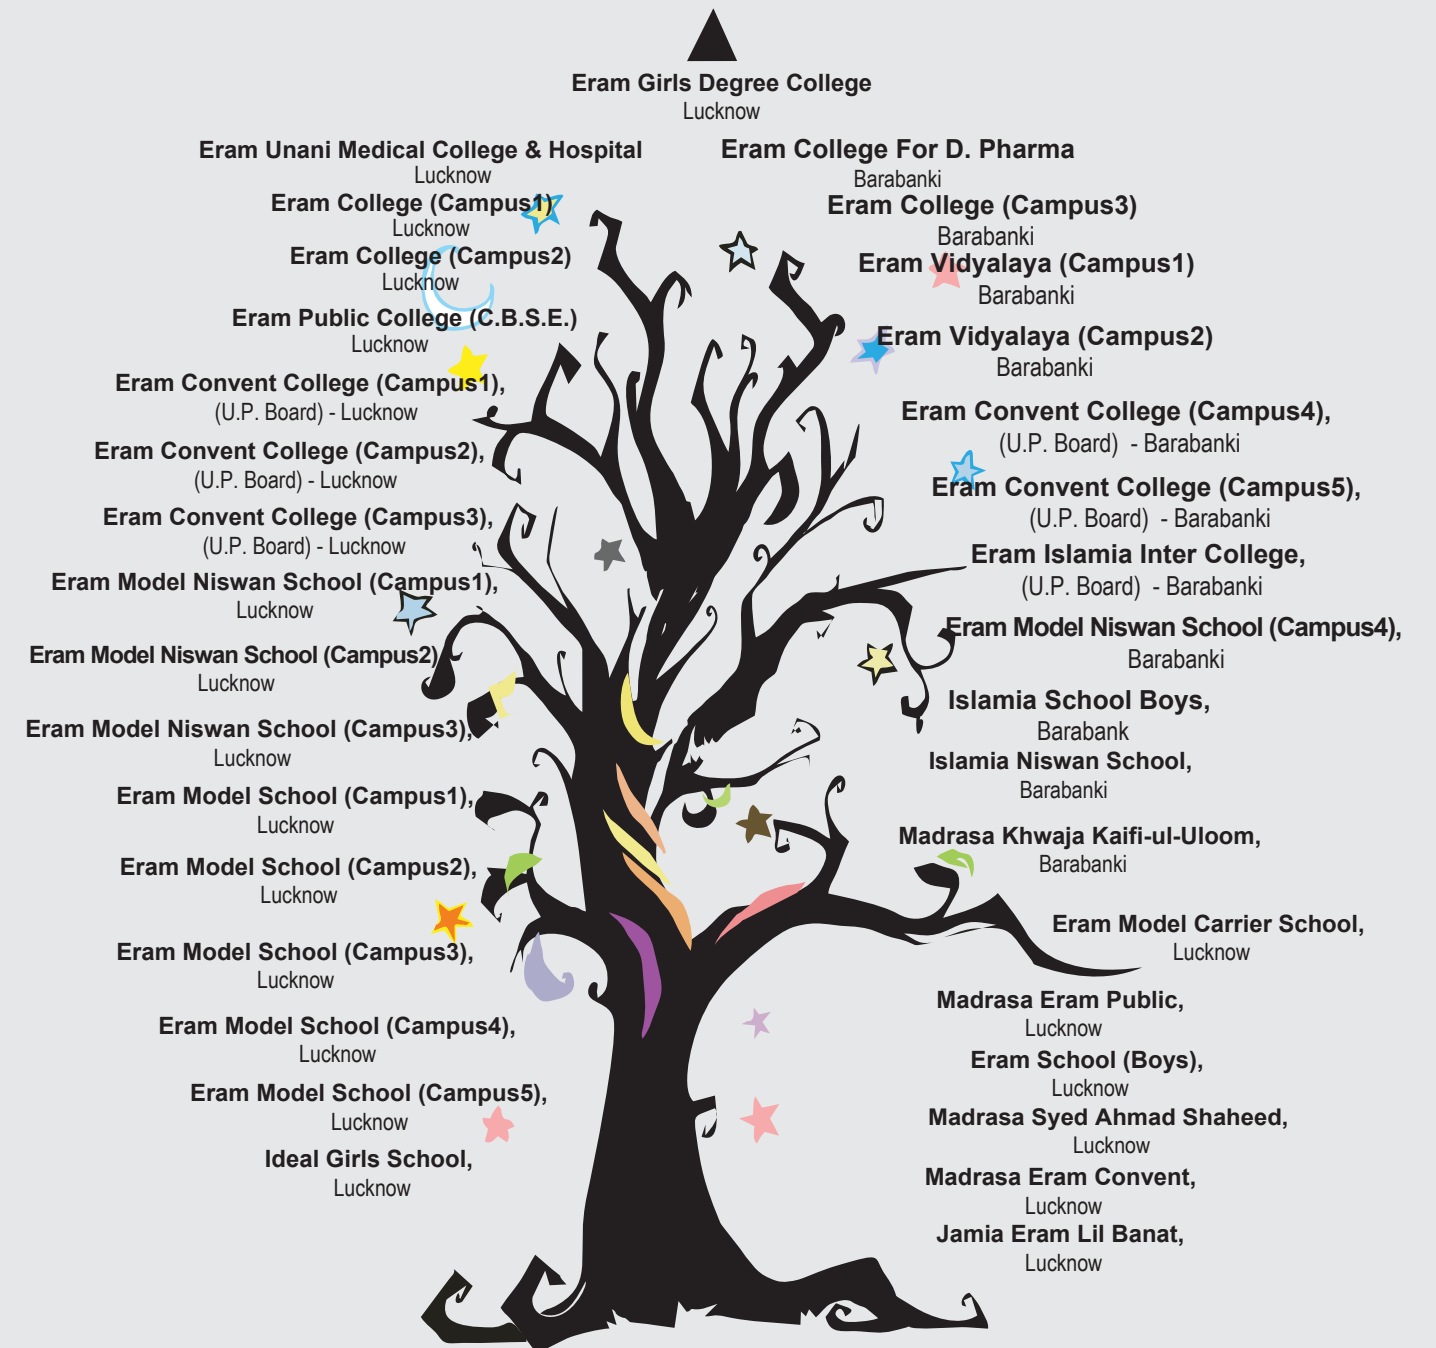 Eram Girls Degree College
Lucknow
Eram Unani Medical College & Hospital
Lucknow
Eram College (Campus1)
Lucknow
Eram College (Campus2)
Lucknow
Eram Public College (C.B.S.E.)
Lucknow
Eram Convent College (Campus1),
(U.P. Board) - Lucknow
Eram Convent College (Campus2),
(U.P. Board) - Lucknow
Eram Convent College (Campus3),
(U.P. Board) - Lucknow
Eram Model Niswan School (Campus1),
Lucknow
Eram Model Niswan School (Campus2)
Lucknow
Eram Model Niswan School (Campus3),
Lucknow
Eram Model School (Campus1),
Lucknow
Eram Model School (Campus2),
Lucknow
Eram Model School (Campus3),
Lucknow
Eram Model School (Campus4),
Lucknow
Eram Model School (Campus5),
Lucknow
Ideal Girls School,
Lucknow
Eram College For D. Pharma
Barabanki
Eram College (Campus3)
Barabanki
Eram Vidyalaya (Campus1)
Barabanki
Eram Vidyalaya (Campus2)
Barabanki
Eram Convent College (Campus4),
(U.P. Board) - Barabanki
Eram Convent College (Campus5),
(U.P. Board) - Barabanki
Eram Islamia Inter College,
(U.P. Board) - Barabanki
Eram Model Niswan School (Campus4),
Barabanki
Islamia School Boys,
Barabank
Islamia Niswan School,
Barabanki
Madrasa Khwaja Kaifi-ul-Uloom,
Barabanki
Eram Model Carrier School,
Lucknow
Madrasa Eram Public,
Lucknow
Eram School (Boys),
Lucknow
Madrasa Syed Ahmad Shaheed,
Lucknow
Madrasa Eram Convent,
Lucknow
Jamia Eram Lil Banat,
Lucknow